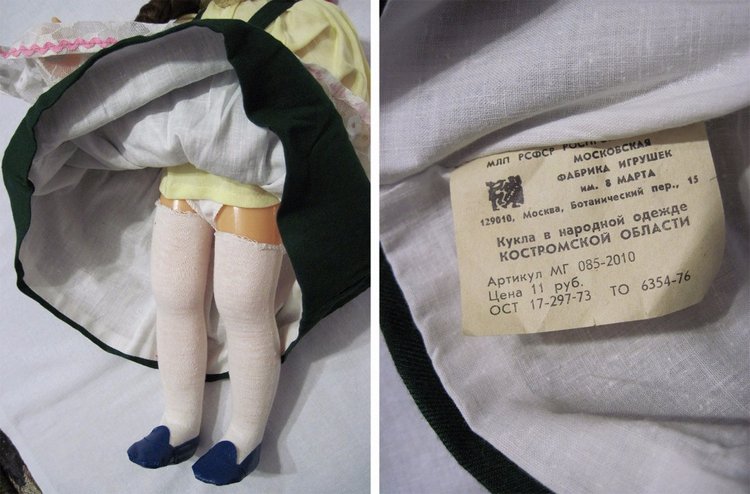 МЛП РСФСР
МОСКОВСКАЯ
ФАБРИКА ИГРУШЕК
им. 8 МАРТА
129010, Москва, Ботанический пер., 15
Кукла в народной одежде
КОСТРОМСКОЙ ОБЛАСТИ
Артикул МГ 085-2010
Цена 11 руб.
ОСТ 17-297-73 ТО 6354-76